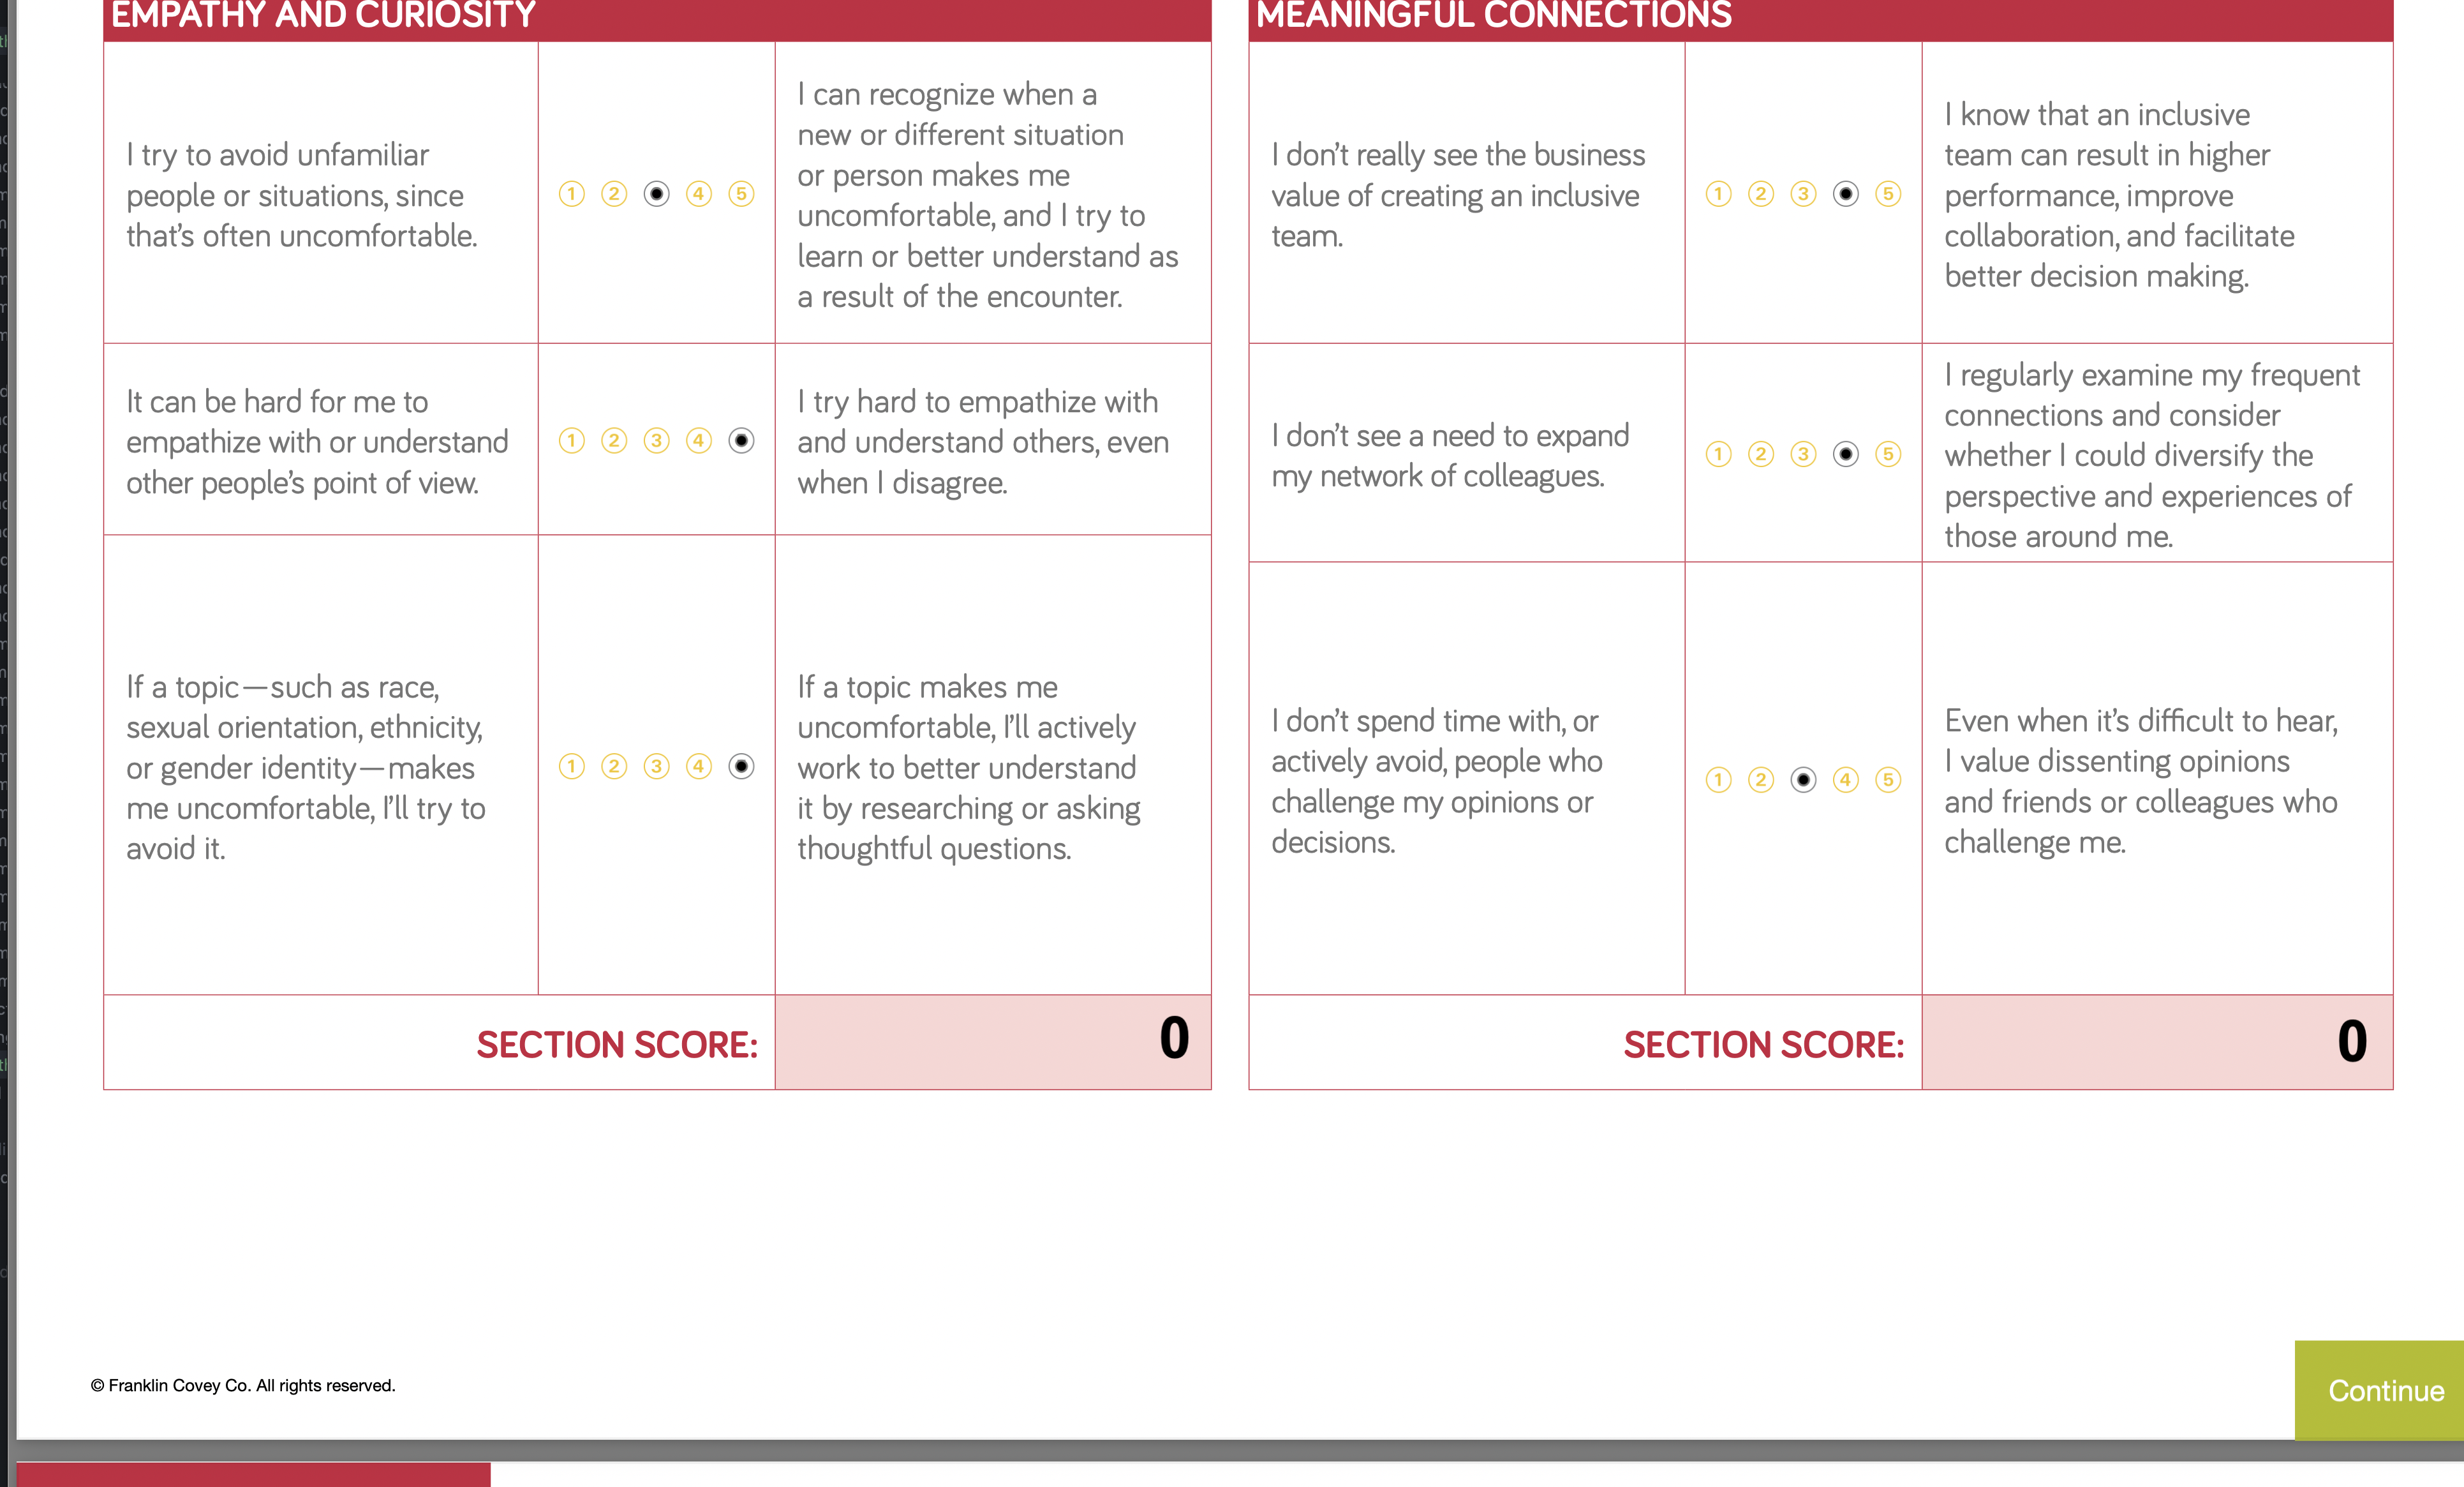 EMPATHY AND CURIOSITY
I try to avoid unfamiliar
people or situations, since
that's often uncomfortable.
1 2 4 5
I can recognize when a
new or different situation
or person makes me
uncomfortable, and I try to
learn or better understand as
a result of the encounter.
It can be hard for me to
empathize with or understand
other people's point of view.
1 2 3 4
I try hard to empathize with
and understand others, even
when I disagree.
If a topic—such as race,
sexual orientation, ethnicity,
or gender identity—makes
me uncomfortable, I'll try to
avoid it.
1 2 3 4
If a topic makes me
uncomfortable, I'll actively
work to better understand
it by researching or asking
thoughtful questions.
SECTION SCORE:
0
MEANINGFUL CONNECTIONS
I don't really see the business
value of creating an inclusive
team.
1 2 3 5
I know that an inclusive
team can result in higher
performance, improve
collaboration, and facilitate
better decision making.
I don't see a need to expand
my network of colleagues.
1 2 3 5
I regularly examine my frequent
connections and consider
whether I could diversify the
perspective and experiences of
those around me.
I don't spend time with, or
actively avoid, people who
challenge my opinions or
decisions.
1 2 4 5
Even when it's difficult to hear,
I value dissenting opinions
and friends or colleagues who
challenge me.
SECTION SCORE:
0
© Franklin Covey Co. All rights reserved.
Continue